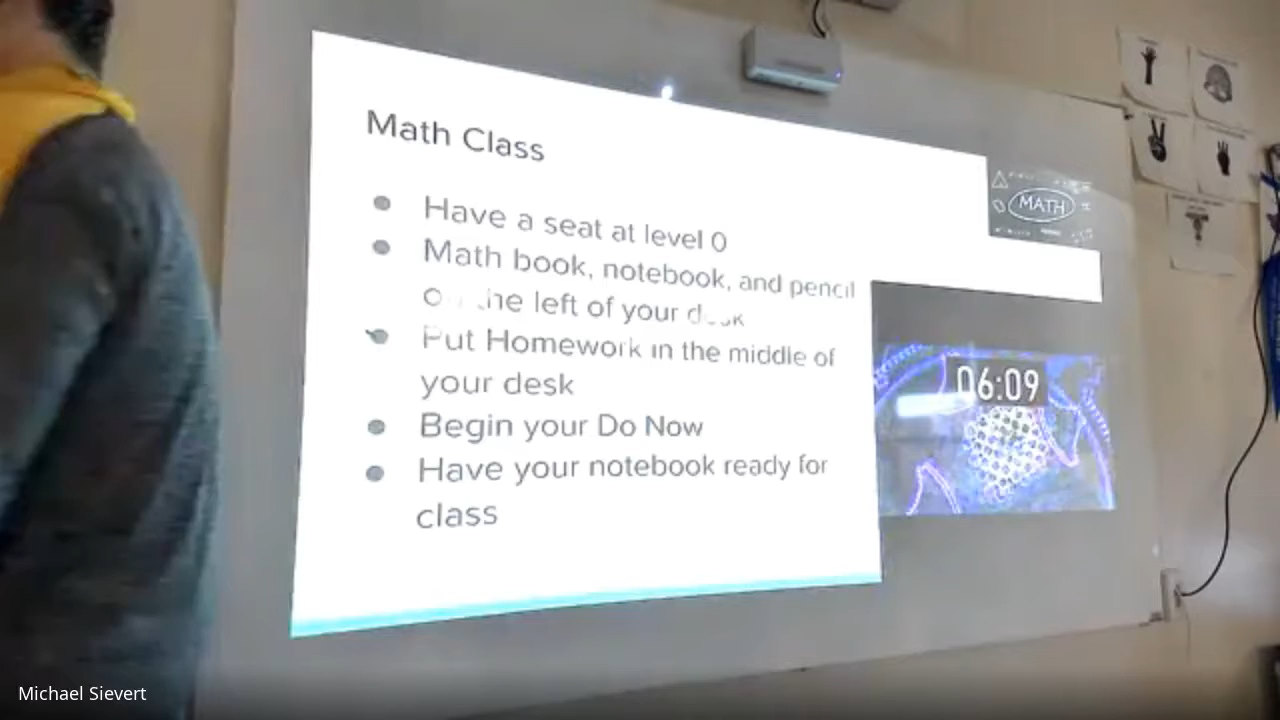 Math Class
Have a seat at level 0
Math book, notebook, and pencil
on the left of your desk
Put Homework in the middle of
your desk
Begin your Do Now
Have your notebook ready for
class
MATH
06:09
Michael Sievert